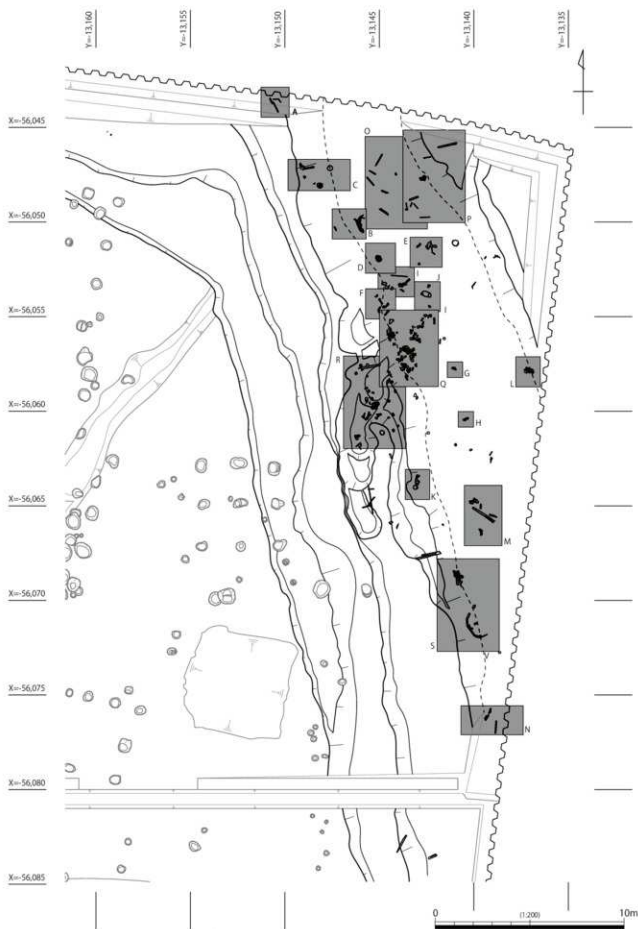 Y=-13,160
Y=-13,155
Y=-13,150
Y=-13,145
Y=-13,140
Y=-13,135
X=-56,045
X=-56,050
X=-56,055
X=-56,060
X=-56,065
X=-56,070
X=-56,075
X=-56,080
X=-56,085
A
O
C
P
B
E
D
I
J
F
I
R
G
Q
L
H
K
M
S
V
N
0
(1:200)
10m